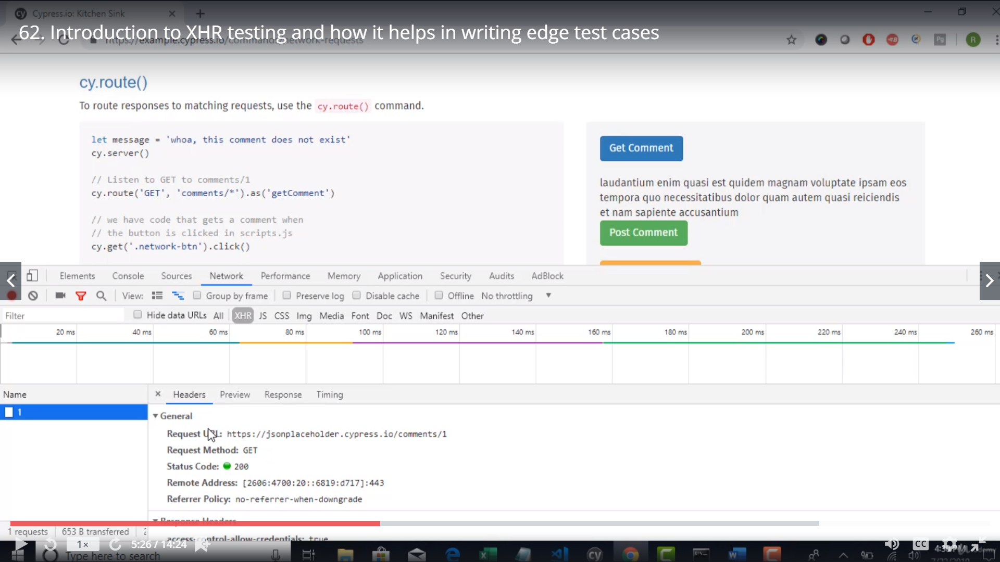 Cypress.io: Kitchen Sink
62. Introduction to XHR testing and how it helps in writing edge test cases
https://example.cypress.io/commands/network-requests
Pg
R
cy.route()
To route responses to matching requests, use the cy.route() command.
let message = 'whoa, this comment does not exist'
cy.server()
// Listen to GET to comments/1
cy.route('GET', 'comments/*').as('getComment')
// we have code that gets a comment when
// the button is clicked in scripts.js
cy.get('.network-btn').click()
Get Comment
laudantium enim quasi est quidem magnam voluptate ipsam eos
tempora quo necessitatibus dolor quam autem quasi reiciendis
et nam sapiente accusantium
Post Comment
Elements Console Sources Network Performance Memory Application Security Audits AdBlock
View: Group by frame Preserve log Disable cache Offline No throttling
Filter Hide data URLs All XHR JS CSS Img Media Font Doc WS Manifest Other
20 ms 40 ms 60 ms 80 ms 100 ms 120 ms 140 ms 160 ms 180 ms 200 ms 220 ms 240 ms 260 ms
Name Headers Preview Response Timing
1
General
Request URL: https://jsonplaceholder.cypress.io/comments/1
Request Method: GET
Status Code: 200
Remote Address: [2606:4700:20::6819:d717]:443
Referrer Policy: no-referrer-when-downgrade
Response Headers
1 requests 653 B transferred
access-control-allow-credentials: true
1× 5:26 / 14:24 CC
Type here to search